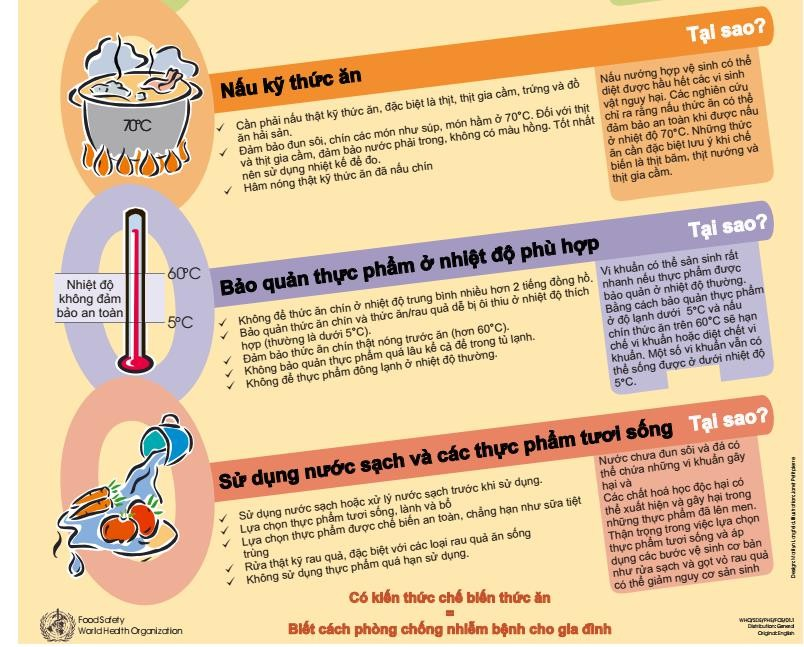 Nấu kỹ thức ăn
Tại sao?
70°C
Cần phải nấu thật kỹ thức ăn, đặc biệt là thịt, thịt gia cầm, trứng và đồ
ăn hải sản.
Đảm bảo đun sôi, chín các món như súp, món hầm ở 70°C. Đối với thịt
và thịt gia cầm, đảm bảo nước phải trong, không có màu hồng. Tốt nhất
nên sử dụng nhiệt kế để đo.
Hâm nóng thật kỹ thức ăn đã nấu chín
Nấu nướng hợp vệ sinh có thể
diệt được hầu hết các vi sinh
vật nguy hại. Các nghiên cứu
chỉ ra rằng nấu thức ăn có thể
đảm bảo an toàn khi được nấu
ở nhiệt độ 70°C. Những thức
ăn cần đặc biệt lưu ý khi chế
biến là thịt băm, thịt nướng và
thịt gia cầm.
Bảo quản thực phẩm ở nhiệt độ phù hợp
Tại sao?
60°C
Nhiệt độ
không đảm
bảo an toàn
5°C
Không để thức ăn chín ở nhiệt độ trung bình nhiều hơn 2 tiếng đồng hồ.
Bảo quản thức ăn chín và thức ăn/rau quả dễ bị ôi thiu ở nhiệt độ thích
hợp (thường là dưới 5°C).
Đảm bảo thức ăn chín thật nóng trước ăn (hơn 60°C).
Không bảo quản thực phẩm quá lâu kể cả để trong tủ lạnh.
Không để thực phẩm đông lạnh ở nhiệt độ thường.
Vi khuẩn có thể sản sinh rất
nhanh nếu thực phẩm được
bảo quản ở nhiệt độ thường.
Bằng cách bảo quản thực phẩm
ở độ lạnh dưới 5°C và nấu
chín thức ăn trên 60°C sẽ hạn
chế vi khuẩn hoặc diệt chết vi
khuẩn. Một số vi khuẩn vẫn có
thể sống được ở dưới nhiệt độ
5°C.
Sử dụng nước sạch và các thực phẩm tươi sống
Tại sao?
Sử dụng nước sạch hoặc xử lý nước sạch trước khi sử dụng.
Lựa chọn thực phẩm tươi sống, lành và bổ
Lựa chọn thực phẩm được chế biến an toàn, chẳng hạn như sữa tiệt
trùng
Rửa thật kỹ rau quả, đặc biệt với các loại rau quả ăn sống
Không sử dụng thực phẩm quá hạn sử dụng.
Nước chưa đun sôi và đá có
thể chứa những vi khuẩn gây
hại và
Các chất hoá học độc hại có
thể xuất hiện và gây hại trong
những thực phẩm đã lên men.
Thận trọng trong việc lựa chọn
thực phẩm tươi sống và áp
dụng các bước vệ sinh cơ bản
như rửa sạch và gọt vỏ rau quả
có thể giảm nguy cơ sản sinh
Có kiến thức chế biến thức ăn
=
Biết cách phòng chống nhiễm bệnh cho gia đình
Food Safety
World Health Organization
Distribution: General
Original: English